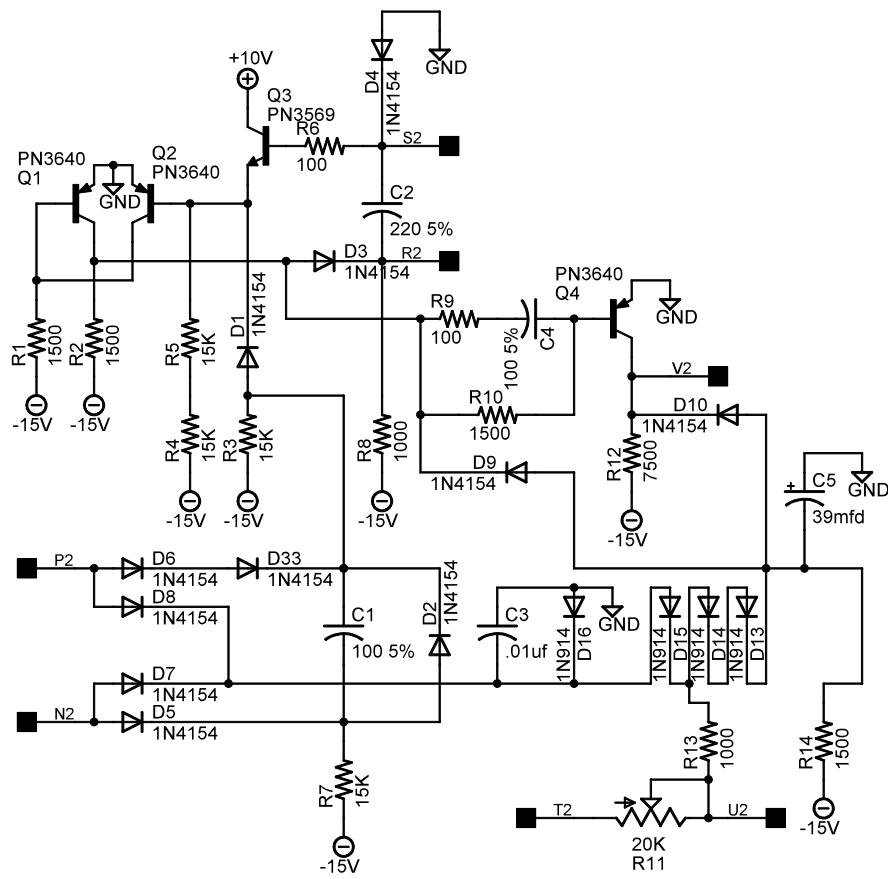 GND
D4
1N4154
+10V
Q3
PN3569
R6
100
S2
PN3640
Q1
Q2
PN3640
GND
C2
220 5%
R2
D3
1N4154
D1
1N4154
PN3640
Q4
GND
R9
100
C4
100 5%
R1
1500
R2
1500
R5
15K
V2
R10
1500
D10
1N4154
-15V
-15V
R4
15K
R3
15K
R8
1000
D9
1N4154
R12
7500
C5
+
39mfd
GND
-15V
-15V
-15V
-15V
P2
D6
1N4154
D33
1N4154
D8
1N4154
C1
100 5%
D2
1N4154
C3
.01uf
D16
1N914
GND
1N914
D15
1N914
D14
1N914
D13
D7
1N4154
N2
D5
1N4154
R7
15K
-15V
R13
1000
R14
1500
-15V
T2
U2
20K
R11